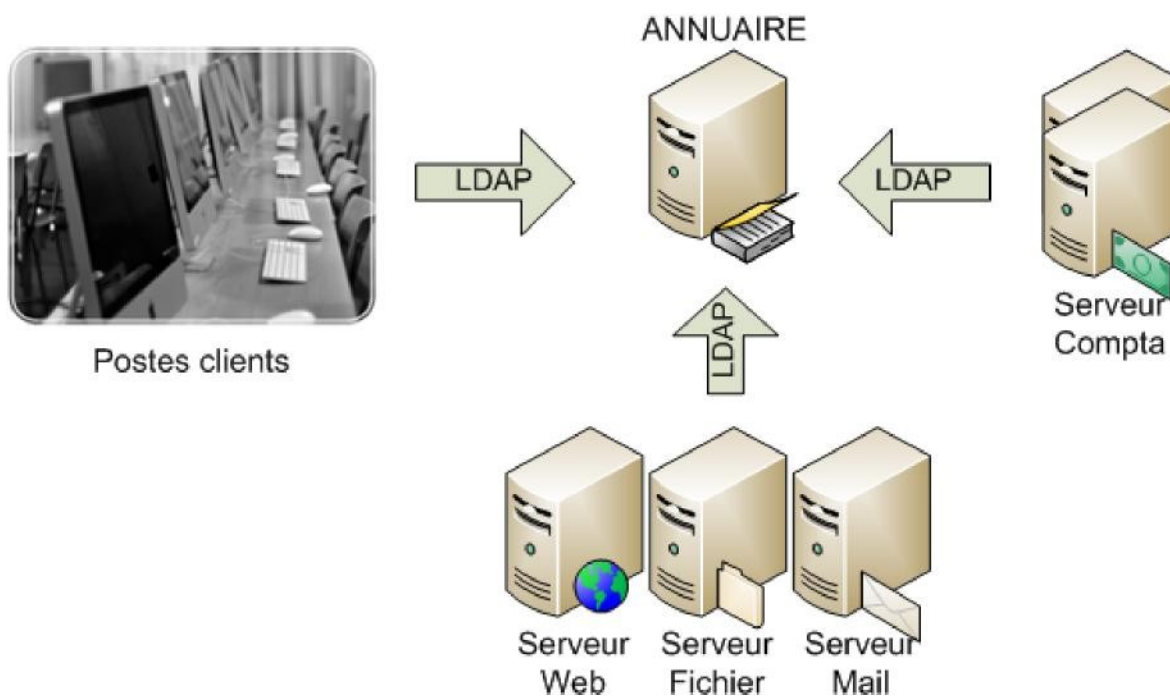 ANNUAIRE
LDAP
LDAP
Serveur
Compta
Postes clients
LDAP
Serveur
Web
Serveur
Fichier
Serveur
Mail